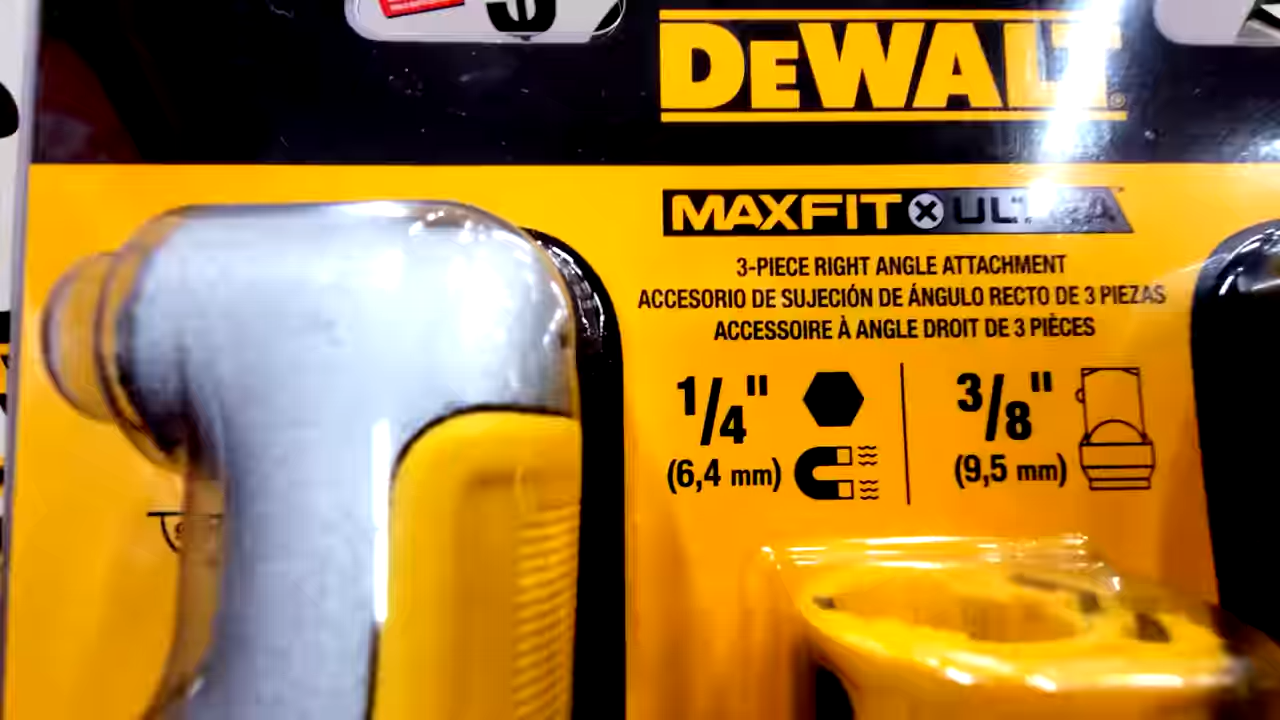 DEWALT®
MAXFIT ULTRA™
3-PIECE RIGHT ANGLE ATTACHMENT
ACCESORIO DE SUJECIÓN DE ÁNGULO RECTO DE 3 PIEZAS
ACCESSOIRE À ANGLE DROIT DE 3 PIÈCES
1/4" 3/8"
(6,4 mm) (9,5 mm)